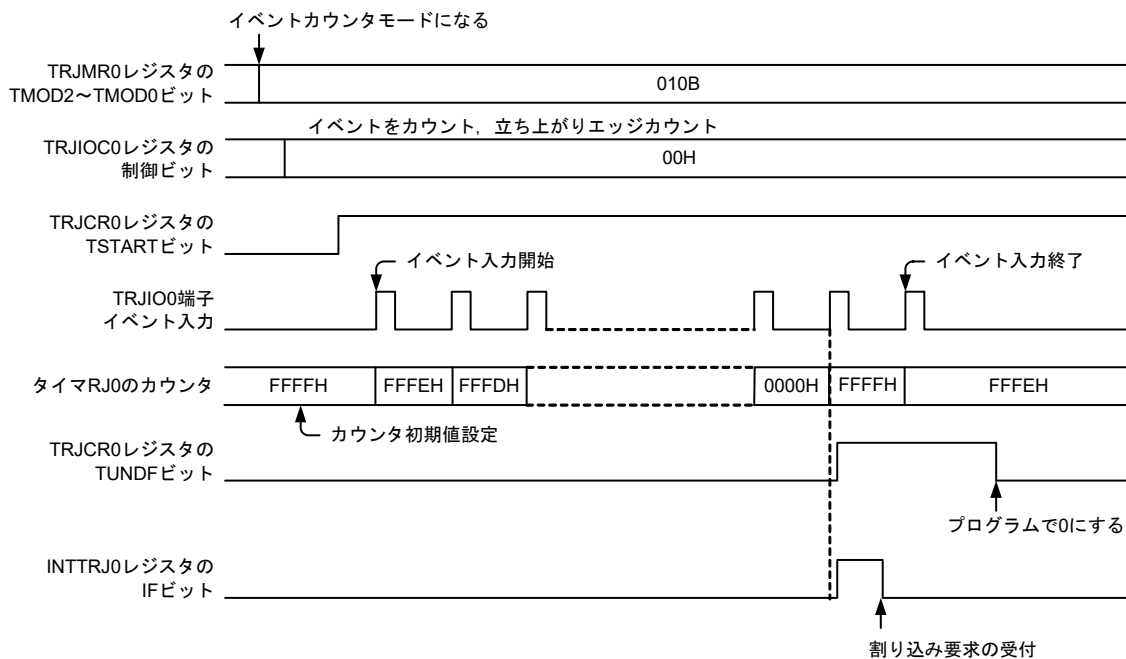 イベントカウンタモードになる
TRJMR0レジスタの
TMOD2～TMOD0ビット
010B
イベントをカウント，立ち上がりエッジカウント
TRJIOC0レジスタの
制御ビット
00H
TRJCR0レジスタの
TSTARTビット
イベント入力開始
イベント入力終了
TRJIO0端子
イベント入力
タイマRJ0のカウンタ
FFFFH
FFFEH
FFFDH
0000H
FFFFH
FFFEH
カウンタ初期値設定
TRJCR0レジスタの
TUNDFビット
プログラムで0にする
INTTRJ0レジスタの
IFビット
割り込み要求の受付